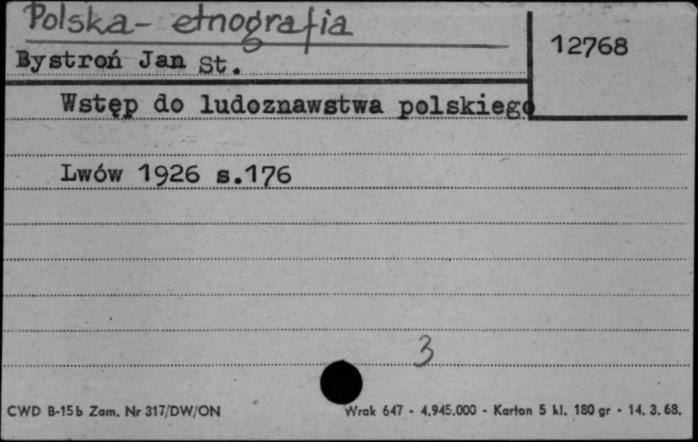 Polska - etnografia
12768
Bystroń Jan St.
Wstęp do ludoznawstwa polskiego
Lwów 1926 s.176
3
CWD B-15b Zam. Nr 317/DW/ON
Wrak 647 - 4.945.000 - Karton 5 kl. 180 gr - 14. 3. 68.